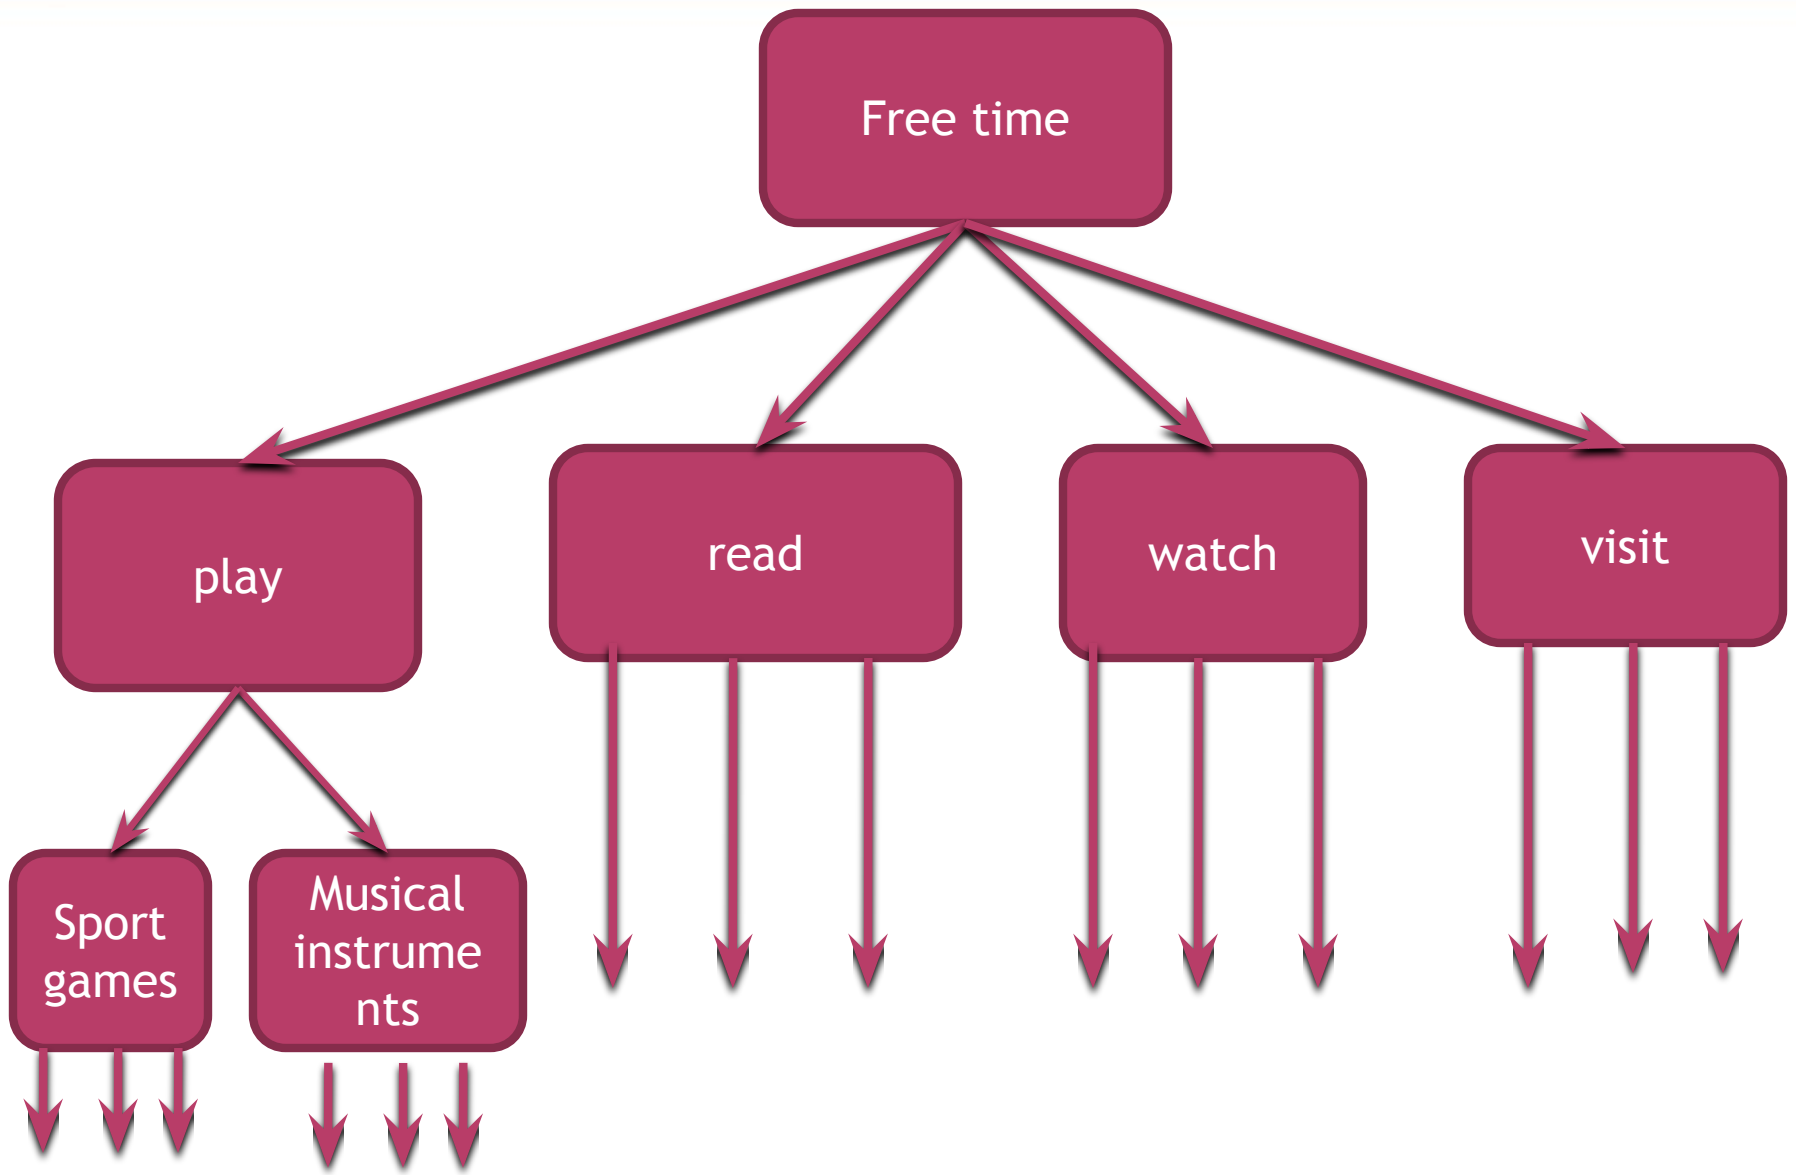 Free time
play
read
watch
visit
Sport
games
Musical
instrume
nts